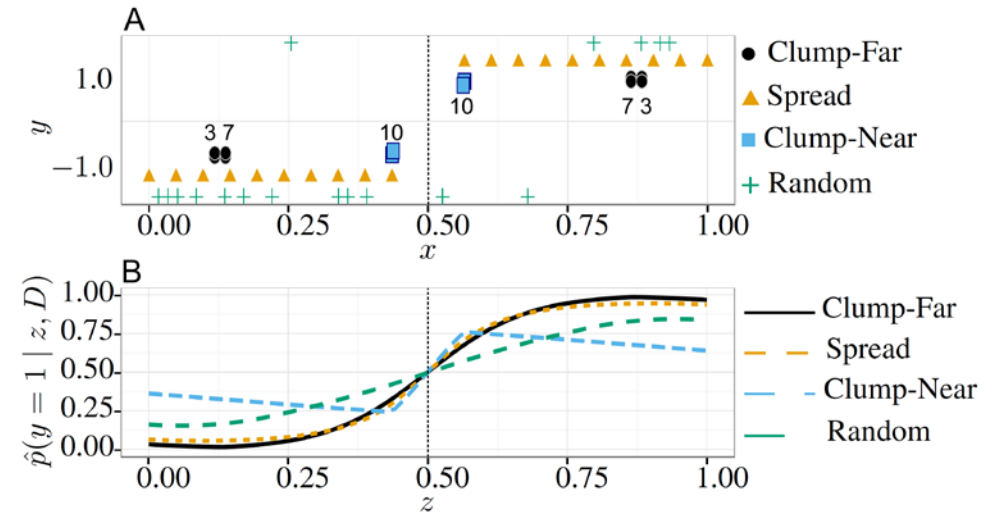 A
y
1.0
−1.0
3 7
10
10
7 3
0.00 0.25 0.50 0.75 1.00
x
Clump-Far
Spread
Clump-Near
Random
B
p̂(y = 1 | z, D)
1.00
0.75
0.50
0.25
0.00
0.00 0.25 0.50 0.75 1.00
z
Clump-Far
Spread
Clump-Near
Random